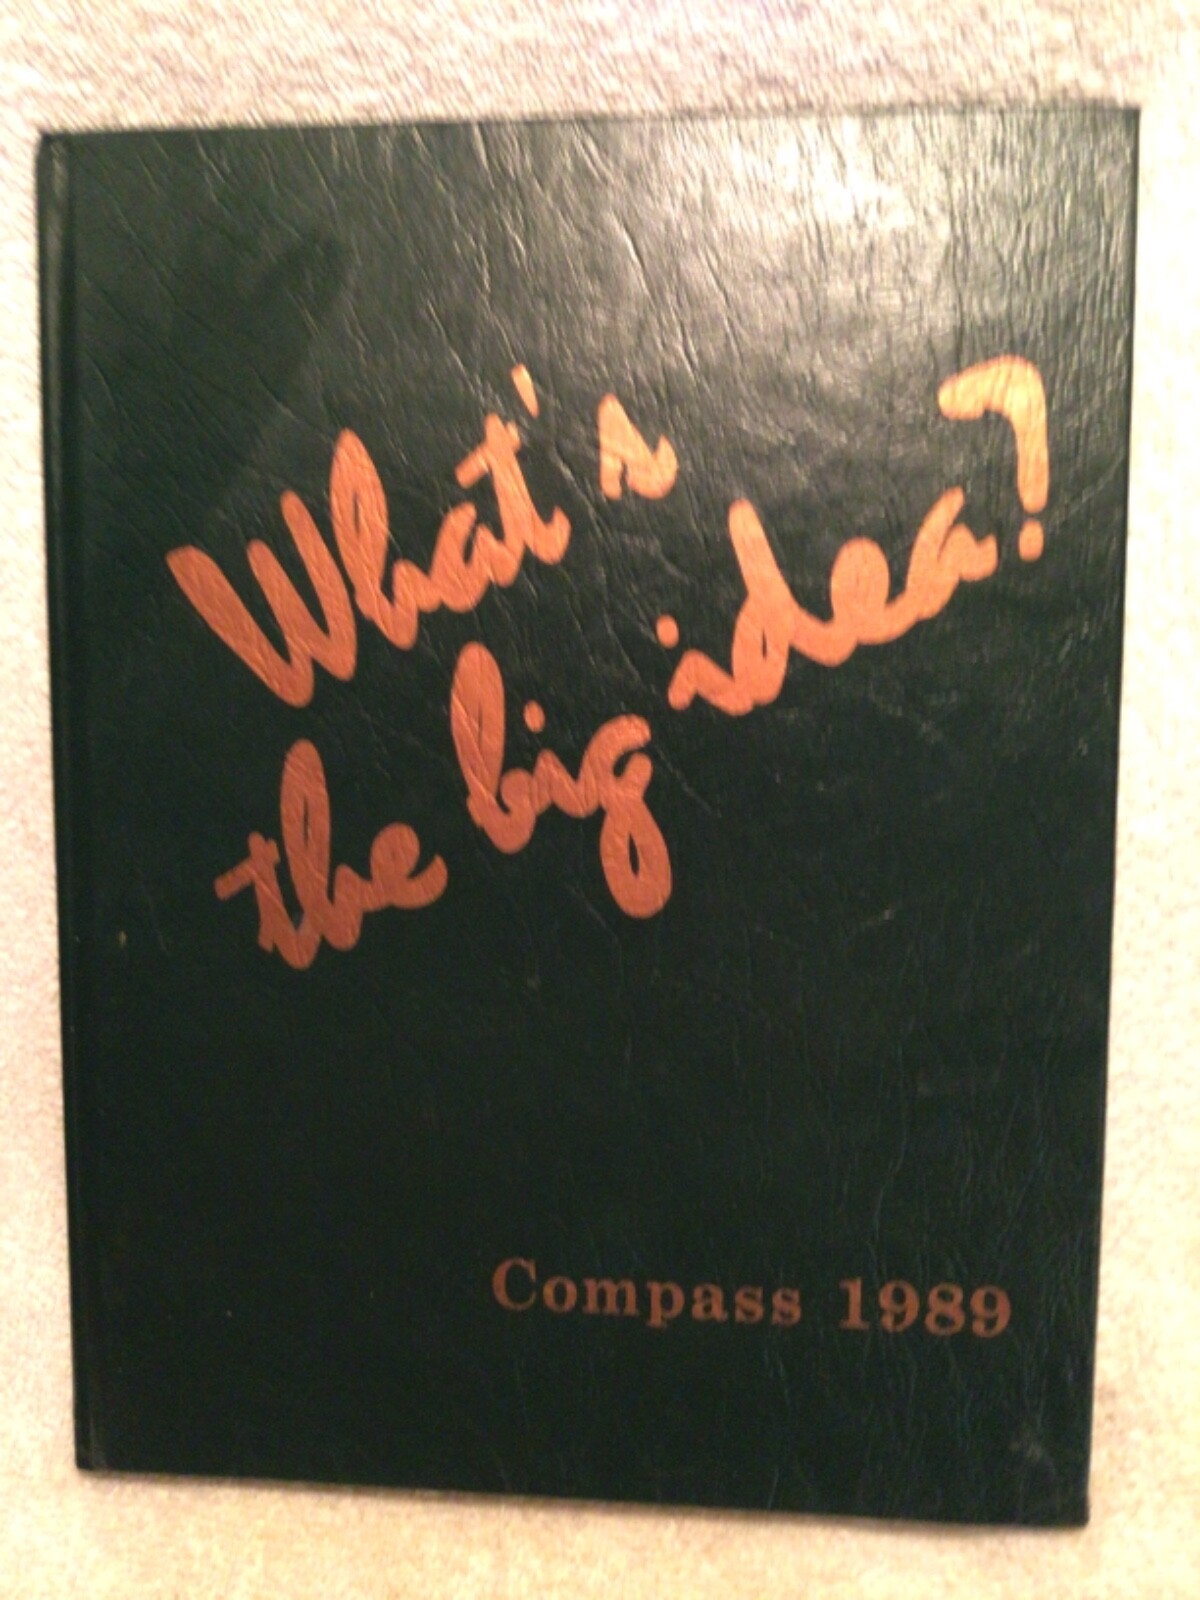 What's
the big idea?
Compass 1989